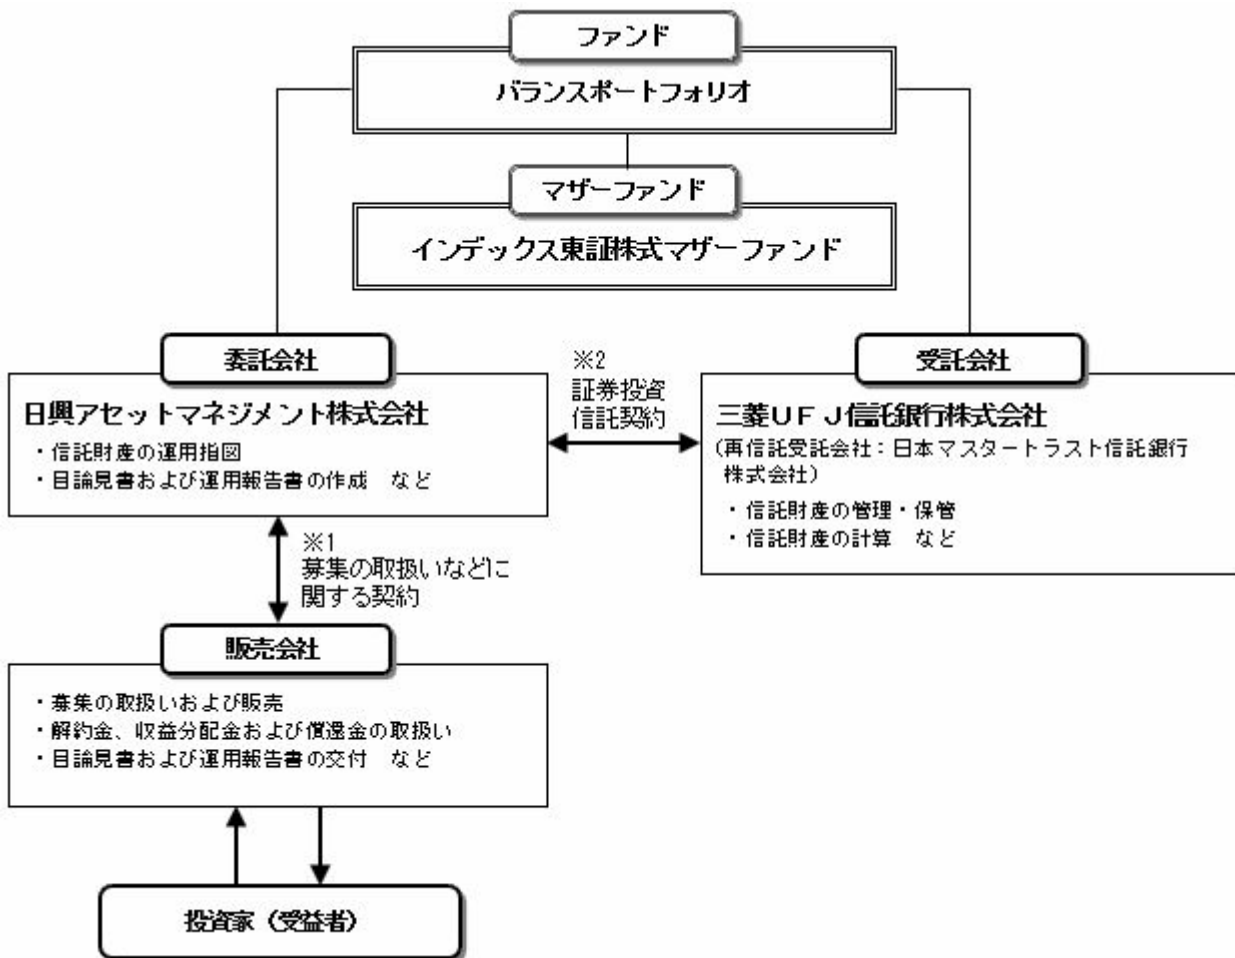 ファンド
バランスポートフォリオ
マザーファンド
インデックス東証株式マザーファンド
委託会社
日興アセットマネジメント株式会社
・信託財産の運用指図
・目論見書および運用報告書の作成 など
※2
証券投資
信託契約
受託会社
三菱UFJ信託銀行株式会社
(再信託受託会社:日本マスタートラスト信託銀行
株式会社)
・信託財産の管理・保管
・信託財産の計算 など
※1
募集の取扱いなどに
関する契約
販売会社
・募集の取扱いおよび販売
・解約金、収益分配金および償還金の取扱い
・目論見書および運用報告書の交付 など
投資家(受益者)